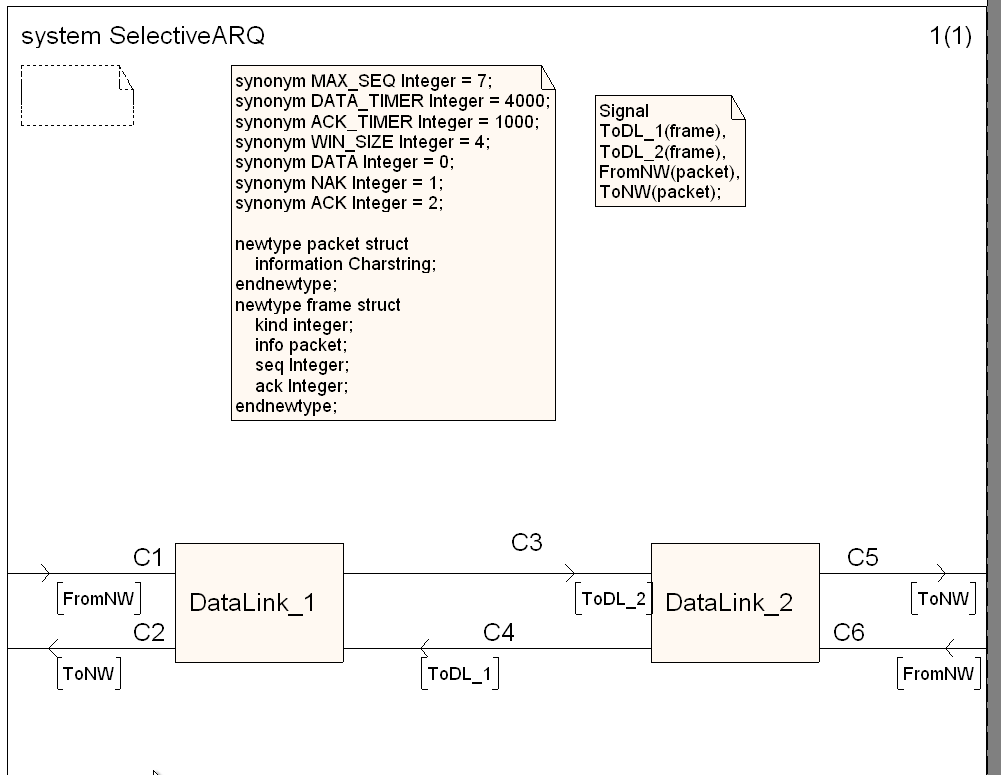 system SelectiveARQ
1(1)
synonym MAX_SEQ Integer = 7;
synonym DATA_TIMER Integer = 4000;
synonym ACK_TIMER Integer = 1000;
synonym WIN_SIZE Integer = 4;
synonym DATA Integer = 0;
synonym NAK Integer = 1;
synonym ACK Integer = 2;
newtype packet struct
information Charstring;
endnewtype;
newtype frame struct
kind integer;
info packet;
seq Integer;
ack Integer;
endnewtype;
Signal
ToDL_1(frame),
ToDL_2(frame),
FromNW(packet),
ToNW(packet);
C1
[FromNW]
C2
[ToNW]
DataLink_1
C3
[ToDL_2]
C4
[ToDL_1]
DataLink_2
C5
[ToNW]
C6
[FromNW]